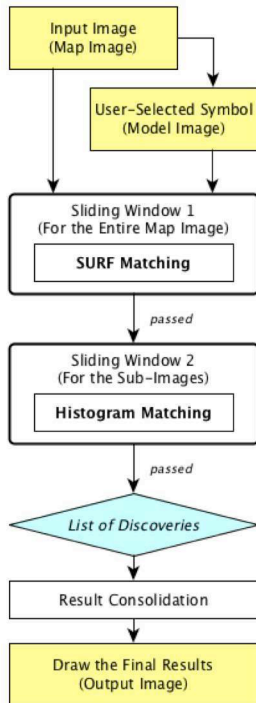 Input Image
(Map Image)
User-Selected Symbol
(Model Image)
Sliding Window 1
(For the Entire Map Image)
SURF Matching
passed
Sliding Window 2
(For the Sub-Images)
Histogram Matching
passed
List of Discoveries
Result Consolidation
Draw the Final Results
(Output Image)